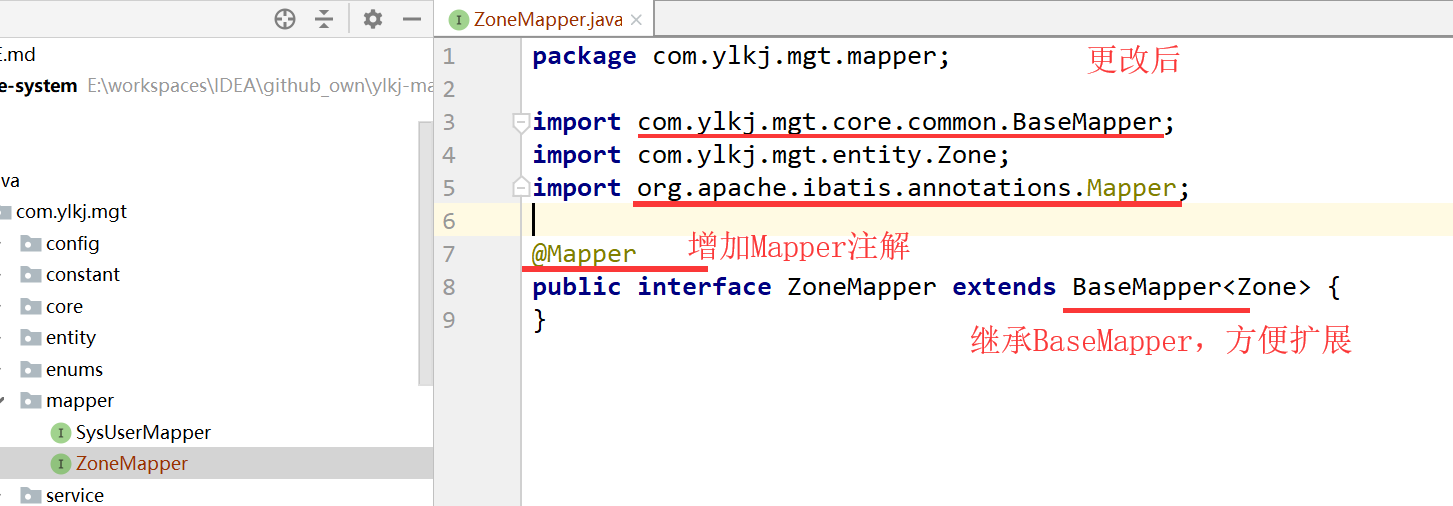 E.md
e-system E:\workspaces\IDEA\github_own\ylkj-ma
va
com.ylkj.mgt
config
constant
core
entity
enums
mapper
SysUserMapper
ZoneMapper
service
ZoneMapper.java
1 package com.ylkj.mgt.mapper;
更改后
2
3 import com.ylkj.mgt.core.common.BaseMapper;
4 import com.ylkj.mgt.entity.Zone;
5 import org.apache.ibatis.annotations.Mapper;
6
7 @Mapper
增加Mapper注解
8 public interface ZoneMapper extends BaseMapper<Zone> {
9 }
继承BaseMapper，方便扩展